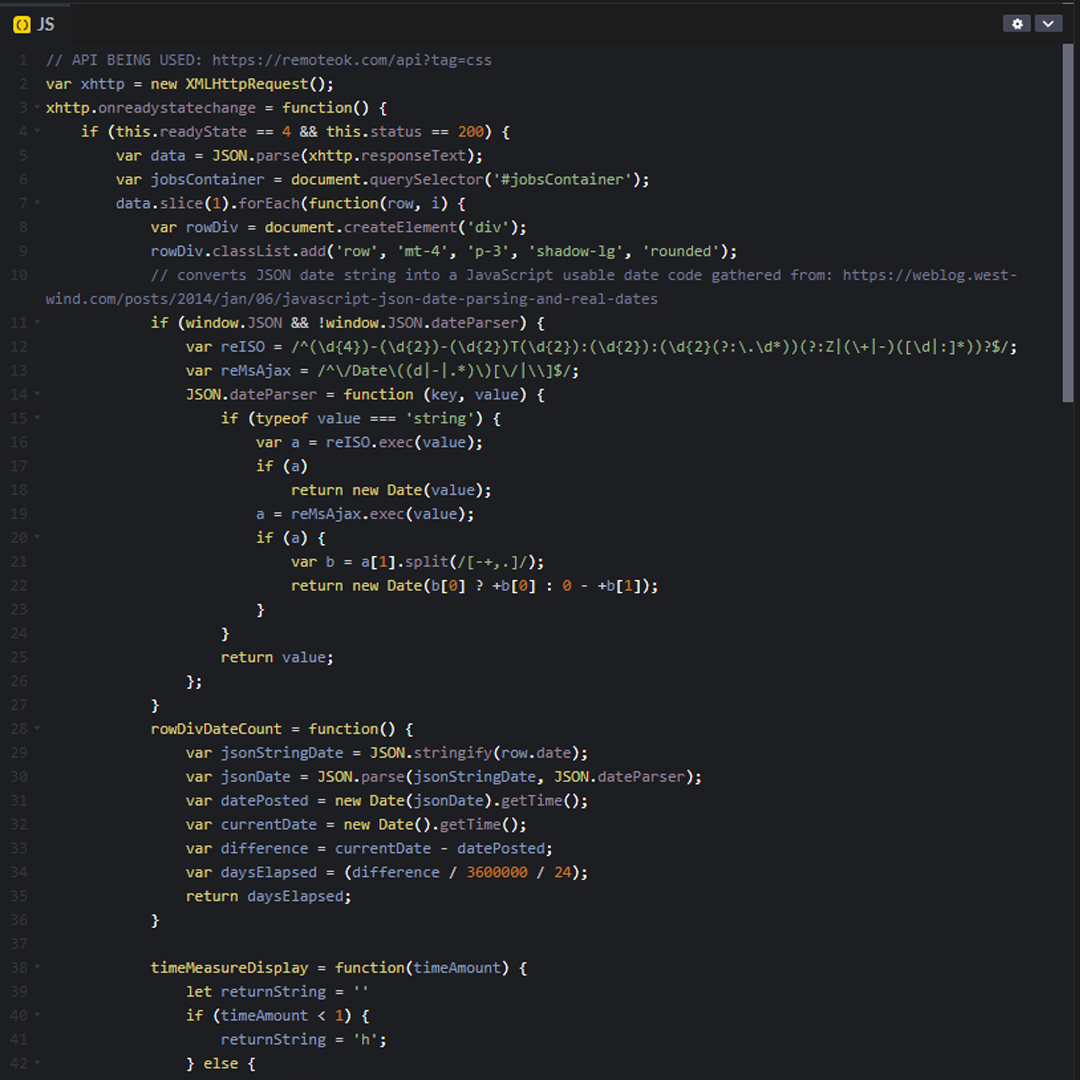 JS
1 // API BEING USED: https://remoteok.com/api?tag=css
2 var xhttp = new XMLHttpRequest();
3 xhttp.onreadystatechange = function() {
4 if (this.readyState == 4 && this.status == 200) {
5 var data = JSON.parse(xhttp.responseText);
6 var jobsContainer = document.querySelector('#jobsContainer');
7 data.slice(1).forEach(function(row, i) {
8 var rowDiv = document.createElement('div');
9 rowDiv.classList.add('row', 'mt-4', 'p-3', 'shadow-lg', 'rounded');
10 // converts JSON date string into a JavaScript usable date code gathered from: https://weblog.west-
wind.com/posts/2014/jan/06/javascript-json-date-parsing-and-real-dates
11 if (window.JSON && !window.JSON.dateParser) {
12 var reISO = /^(\d{4})-(\d{2})-(\d{2})T(\d{2}):(\d{2}):(\d{2}(?:\.\d*))(?:Z|(\+|-)([\d|:]*))?$/;
13 var reMsAjax = /^\/Date\((d|-|.*)\)[\/|\\]$/;
14 JSON.dateParser = function (key, value) {
15 if (typeof value === 'string') {
16 var a = reISO.exec(value);
17 if (a)
18 return new Date(value);
19 a = reMsAjax.exec(value);
20 if (a) {
21 var b = a[1].split(/[-+,.]/);
22 return new Date(b[0] ? +b[0] : 0 - +b[1]);
23 }
24 }
25 return value;
26 };
27 }
28 rowDivDateCount = function() {
29 var jsonStringDate = JSON.stringify(row.date);
30 var jsonDate = JSON.parse(jsonStringDate, JSON.dateParser);
31 var datePosted = new Date(jsonDate).getTime();
32 var currentDate = new Date().getTime();
33 var difference = currentDate - datePosted;
34 var daysElapsed = (difference / 3600000 / 24);
35 return daysElapsed;
36 }
37
38 timeMeasureDisplay = function(timeAmount) {
39 let returnString = ''
40 if (timeAmount < 1) {
41 returnString = 'h';
42 } else {